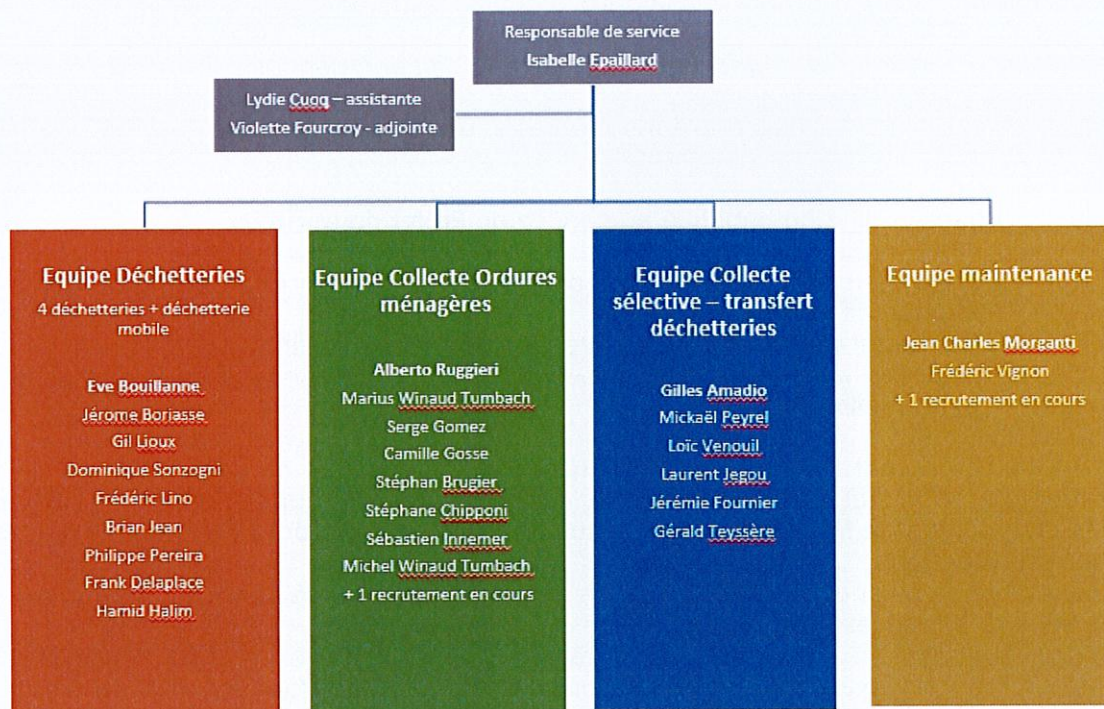 Responsable de service
Isabelle Epaillard
Lydie Cuoq – assistante
Violette Fourcroy - adjointe
Equipe Déchetteries
4 déchetteries + déchetterie
mobile
Eve Bouillanne
Jérome Boriasse
Gil Lioux
Dominique Sonzogni
Frédéric Lino
Brian Jean
Philippe Pereira
Frank Delaplace
Hamid Halim
Equipe Collecte Ordures
ménagères
Alberto Ruggieri
Marius Winaud Tumbach
Serge Gomez
Camille Gosse
Stéphan Brugier
Stéphane Chipponi
Sébastien Innemer
Michel Winaud Tumbach
+ 1 recrutement en cours
Equipe Collecte
sélective – transfert
déchetteries
Gilles Amadio
Mickaël Peyrel
Loïc Venouil
Laurent Jegou
Jérémie Fournier
Gérald Teyssère
Equipe maintenance
Jean Charles Morganti
Frédéric Vignon
+ 1 recrutement en cours